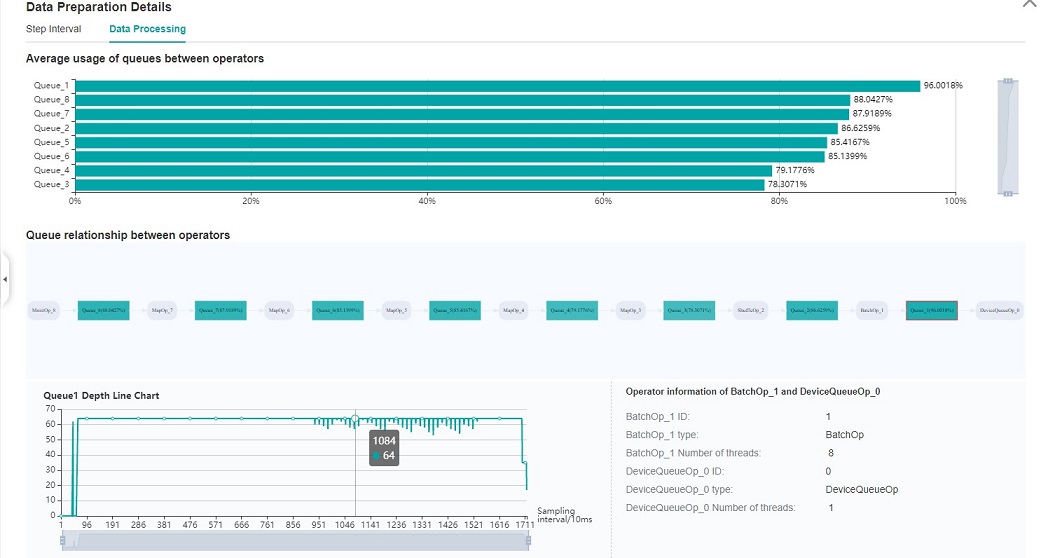 Data Preparation Details
Step Interval Data Processing
Average usage of queues between operators
Queue_1 96.0018%
Queue_8 88.0427%
Queue_7 87.9189%
Queue_2 86.6259%
Queue_5 85.4167%
Queue_6 85.1399%
Queue_4 79.1776%
Queue_3 78.3071%
0% 20% 40% 60% 80% 100%
Queue relationship between operators
Queue_8(88.0427%) MapOp_7 Queue_7(87.9189%) MapOp_6 Queue_6(85.1399%) Queue_5(85.4167%) MapOp_4 Queue_4(79.1776%) MapOp_3 Queue_3(78.3071%) ShuffleOp_2 Queue_2(86.6259%) BatchOp_1 Queue_1(96.0018%) DeviceQueueOp_0
Queue1 Depth Line Chart
70
60
50
40
30
20
10
0
1084
64
1 96 191 286 381 476 571 666 761 856 951 1046 1141 1236 1331 1426 1521 1616 1711
Sampling
interval/10ms
Operator information of BatchOp_1 and DeviceQueueOp_0
BatchOp_1 ID: 1
BatchOp_1 type: BatchOp
BatchOp_1 Number of threads: 8
DeviceQueueOp_0 ID: 0
DeviceQueueOp_0 type: DeviceQueueOp
DeviceQueueOp_0 Number of threads: 1